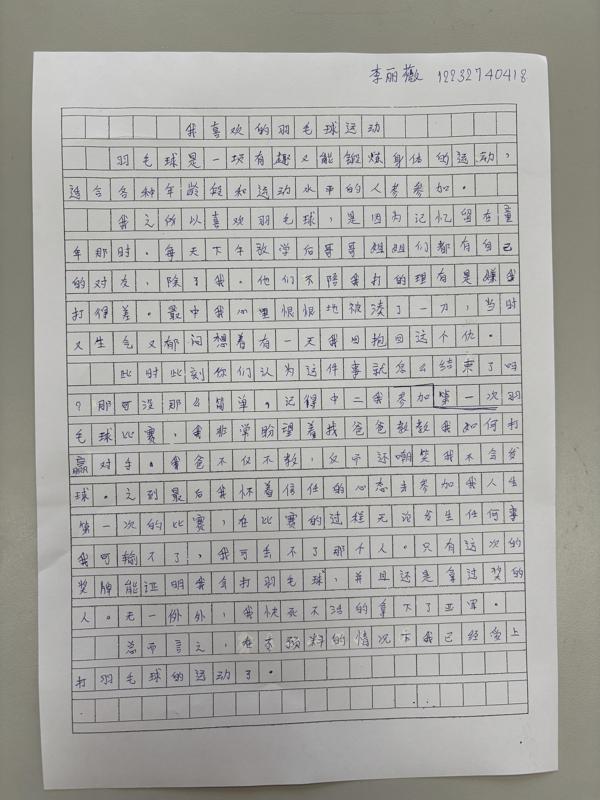 李丽薇 12232740418
我喜欢的羽毛球运动
羽毛球是一项有趣又能锻炼身体的运动，
适合各种年龄段和运动水平的人参参加。
我之所以喜欢羽毛球，是因为记忆留在童
年那时。每天下午放学后哥哥姐姐们都有自己
的对友，除了我。他们不陪我打的理有是嫌我
打得差。最中我心里恨恨地被凑了一刀，当时
又生气又郁闷想着有一天我回抱回这个仇。
此时此刻你们认为这件事就怎么结束了吗
？那可没那么简单。记得中二我参加第一次羽
毛球比赛，我非常盼望着找爸爸教教我如何打
赢对手。我爸不仅不教，反而还嘲笑我不会发
球。之到最后我怀着信任的心态去参加我人生
第一次的比赛，在比赛的过程无论发生任何事
我可输不了，我可丢不了那个人。只有这次的
奖牌能证明我会打羽毛球，并且还是拿过奖的
人。无一例外，我快死不活的拿下了亚军。
总而言之，在未预料的情况下我已经爱上
打羽毛球的运动了。